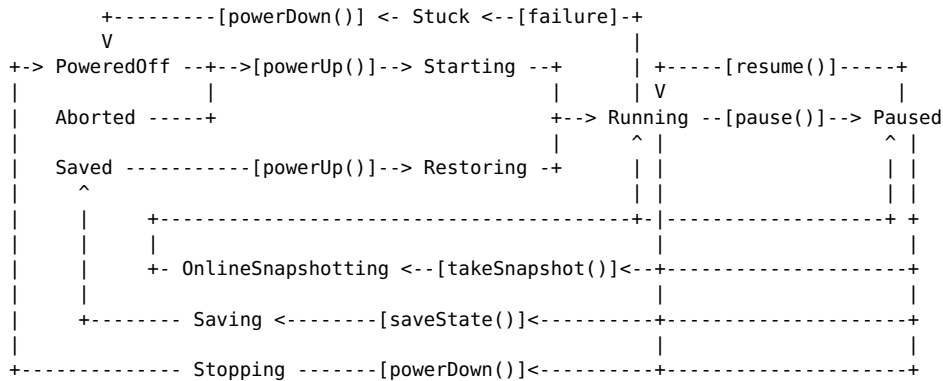 +---------[powerDown()] <- Stuck <--[failure]-+
V |
+-> PoweredOff --+-->[powerUp()]--> Starting --+ | +-----[resume()]-----+
| | | | V |
| Aborted -----+ +--> Running --[pause()]--> Paused
| | ^ | ^ |
| Saved -----------[powerUp()]--> Restoring -+ | | | |
| ^ | | | |
| | +-----------------------------------------+-|-------------------+ +
| | | | |
| | +- OnlineSnapshotting <--[takeSnapshot()]<--+---------------------+
| | | |
| +-------- Saving <--------[saveState()]<----------+---------------------+
| | |
+-------------- Stopping -------[powerDown()]<----------+---------------------+